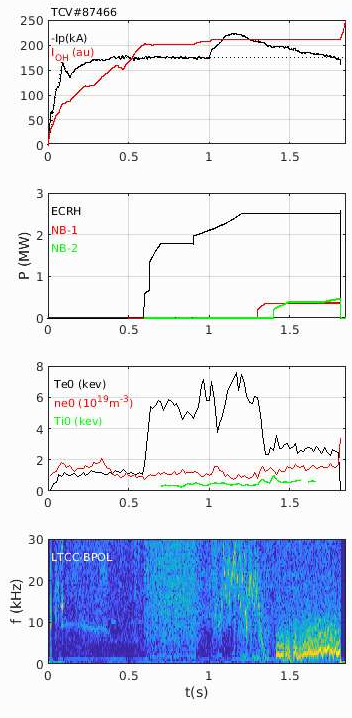 TCV#87466
250
200
150
100
50
0
-Ip(kA)
I_OH (au)
0 0.5 1 1.5
3
2
1
0
P (MW)
ECRH
NB-1
NB-2
0 0.5 1 1.5
8
6
4
2
0
Te0 (kev)
ne0 (10^19 m^-3)
Ti0 (kev)
0 0.5 1 1.5
30
20
10
0
f (kHz)
LTCC-BPOL
0 0.5 1 1.5
t(s)